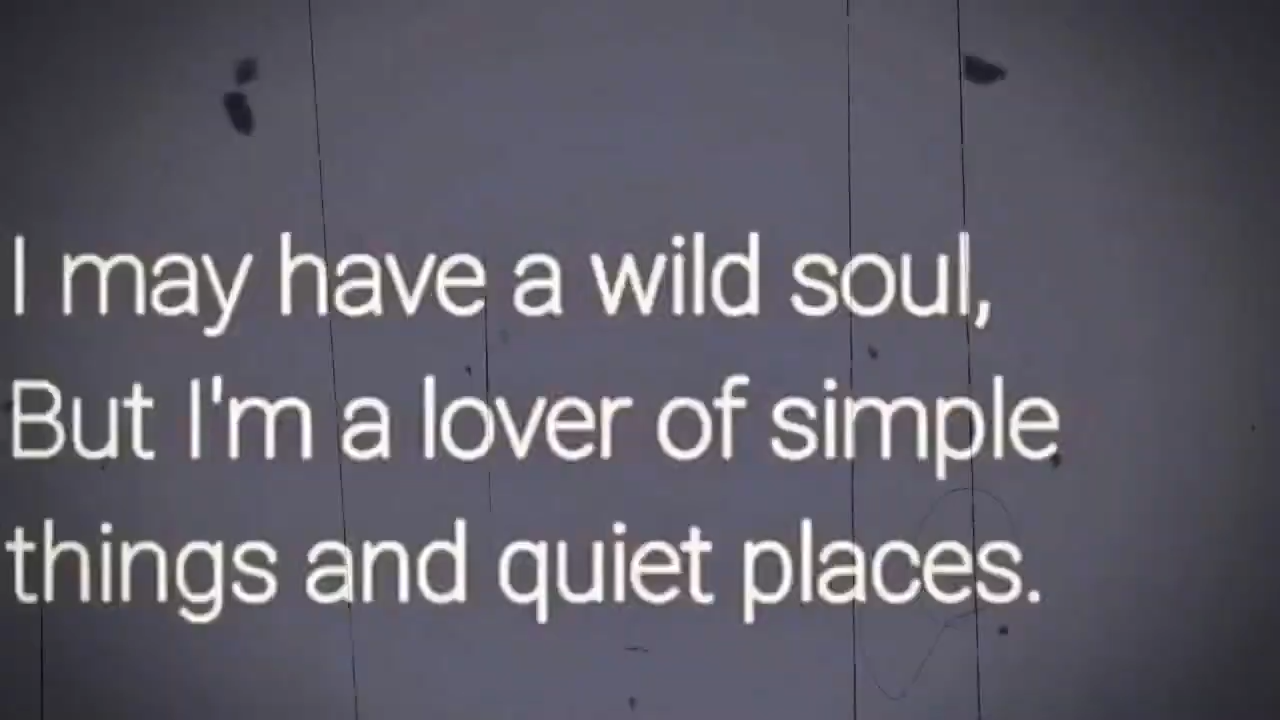 I may have a wild soul,
But I'm a lover of simple
things and quiet places.